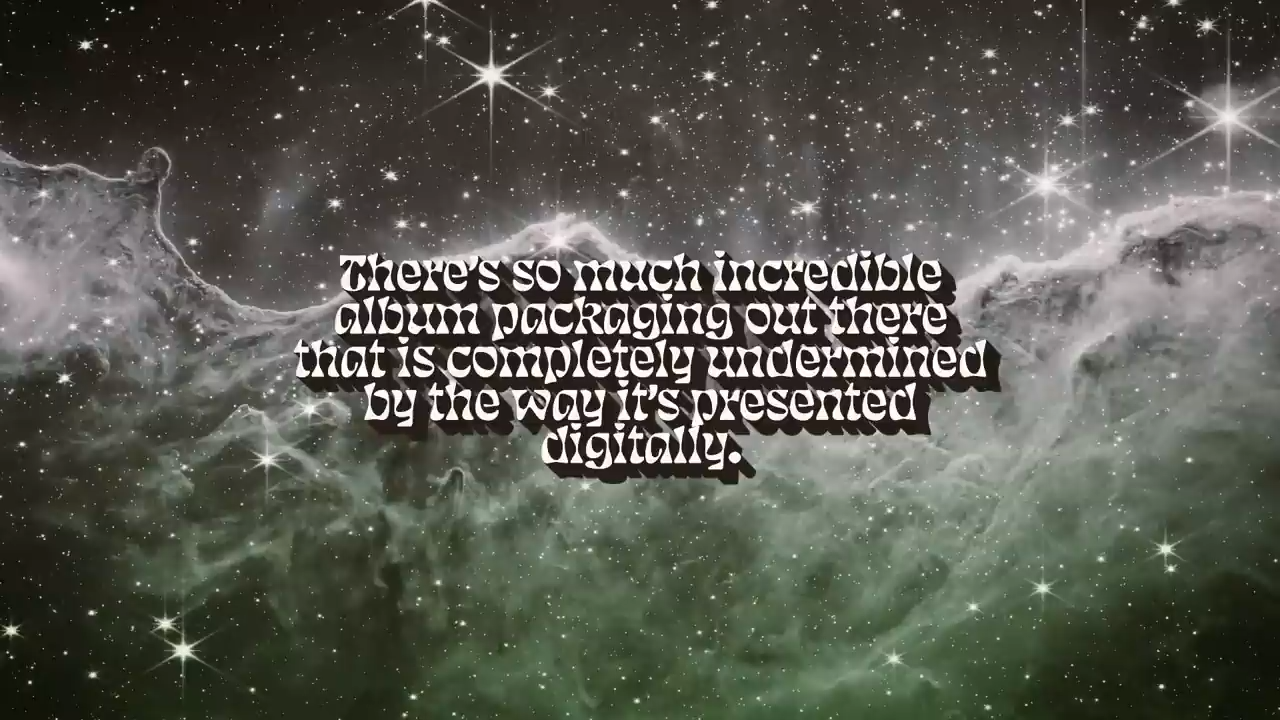 There's so much incredible
album packaging out there
that is completely undermined
by the way it's presented
digitally.